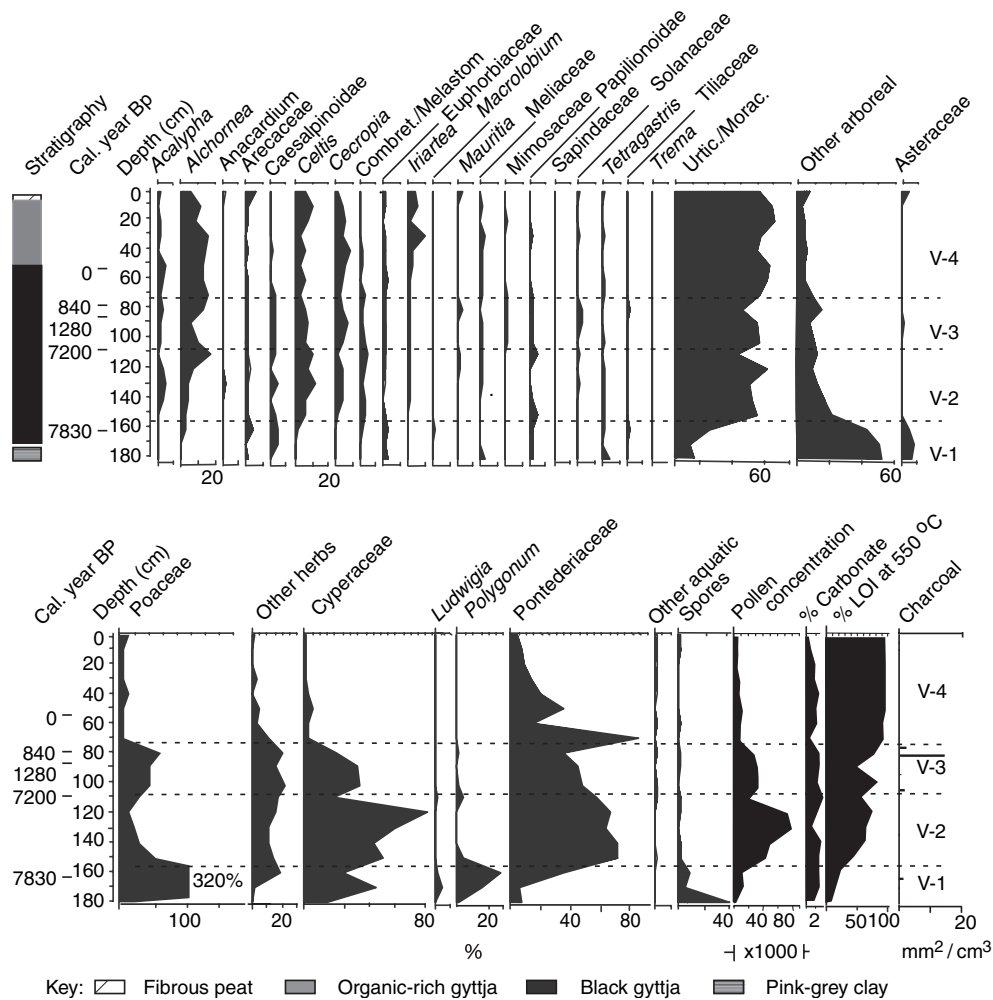 Stratigraphy
Cal. year Bp
Depth (cm)
Acalypha
Alchornea
Anacardium
Arecaceae
Caesalpinoidae
Celtis
Cecropia
Combret./Melastom
Euphorbiaceae
Iriartea
Macrolobium
Mauritia
Meliaceae
Mimosaceae
Papilionoidae
Sapindaceae
Solanaceae
Tetragastris
Tiliaceae
Trema
Urtic./Morac.
Other arboreal
Asteraceae
0
20
40
60
80
100
120
140
160
180
0
840
1280
7200
7830
V-4
V-3
V-2
V-1
20 20 60 60
Cal. year BP
Depth (cm)
Poaceae
Other herbs
Cyperaceae
Ludwigia
Polygonum
Pontederiaceae
Other aquatic
Spores
Pollen
concentration
% Carbonate
% LOI at 550 °C
Charcoal
0
20
40
60
80
100
120
140
160
180
0
840
1280
7200
7830
320%
V-4
V-3
V-2
V-1
100 20 80 20 40 80 40 40 80 2 50 100 20
% x1000 mm²/cm³
Key: Fibrous peat Organic-rich gyttja Black gyttja Pink-grey clay